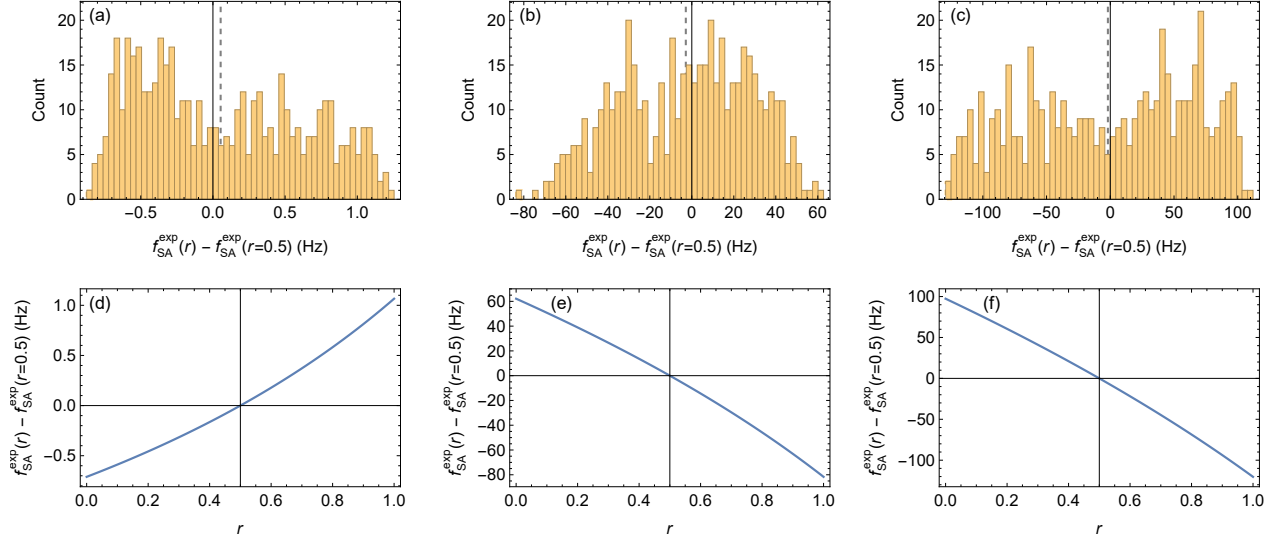 (a)
20
15
10
5
0
Count
−0.5 0.0 0.5 1.0
f_SA^exp(r) − f_SA^exp(r=0.5) (Hz)
(b)
20
15
10
5
0
Count
−80 −60 −40 −20 0 20 40 60
f_SA^exp(r) − f_SA^exp(r=0.5) (Hz)
(c)
20
15
10
5
0
Count
−100 −50 0 50 100
f_SA^exp(r) − f_SA^exp(r=0.5) (Hz)
(d)
1.0
0.5
0.0
−0.5
f_SA^exp(r) − f_SA^exp(r=0.5) (Hz)
0.0 0.2 0.4 0.6 0.8 1.0
r
(e)
60
40
20
0
−20
−40
−60
−80
f_SA^exp(r) − f_SA^exp(r=0.5) (Hz)
0.0 0.2 0.4 0.6 0.8 1.0
r
(f)
100
50
0
−50
−100
f_SA^exp(r) − f_SA^exp(r=0.5) (Hz)
0.0 0.2 0.4 0.6 0.8 1.0
r